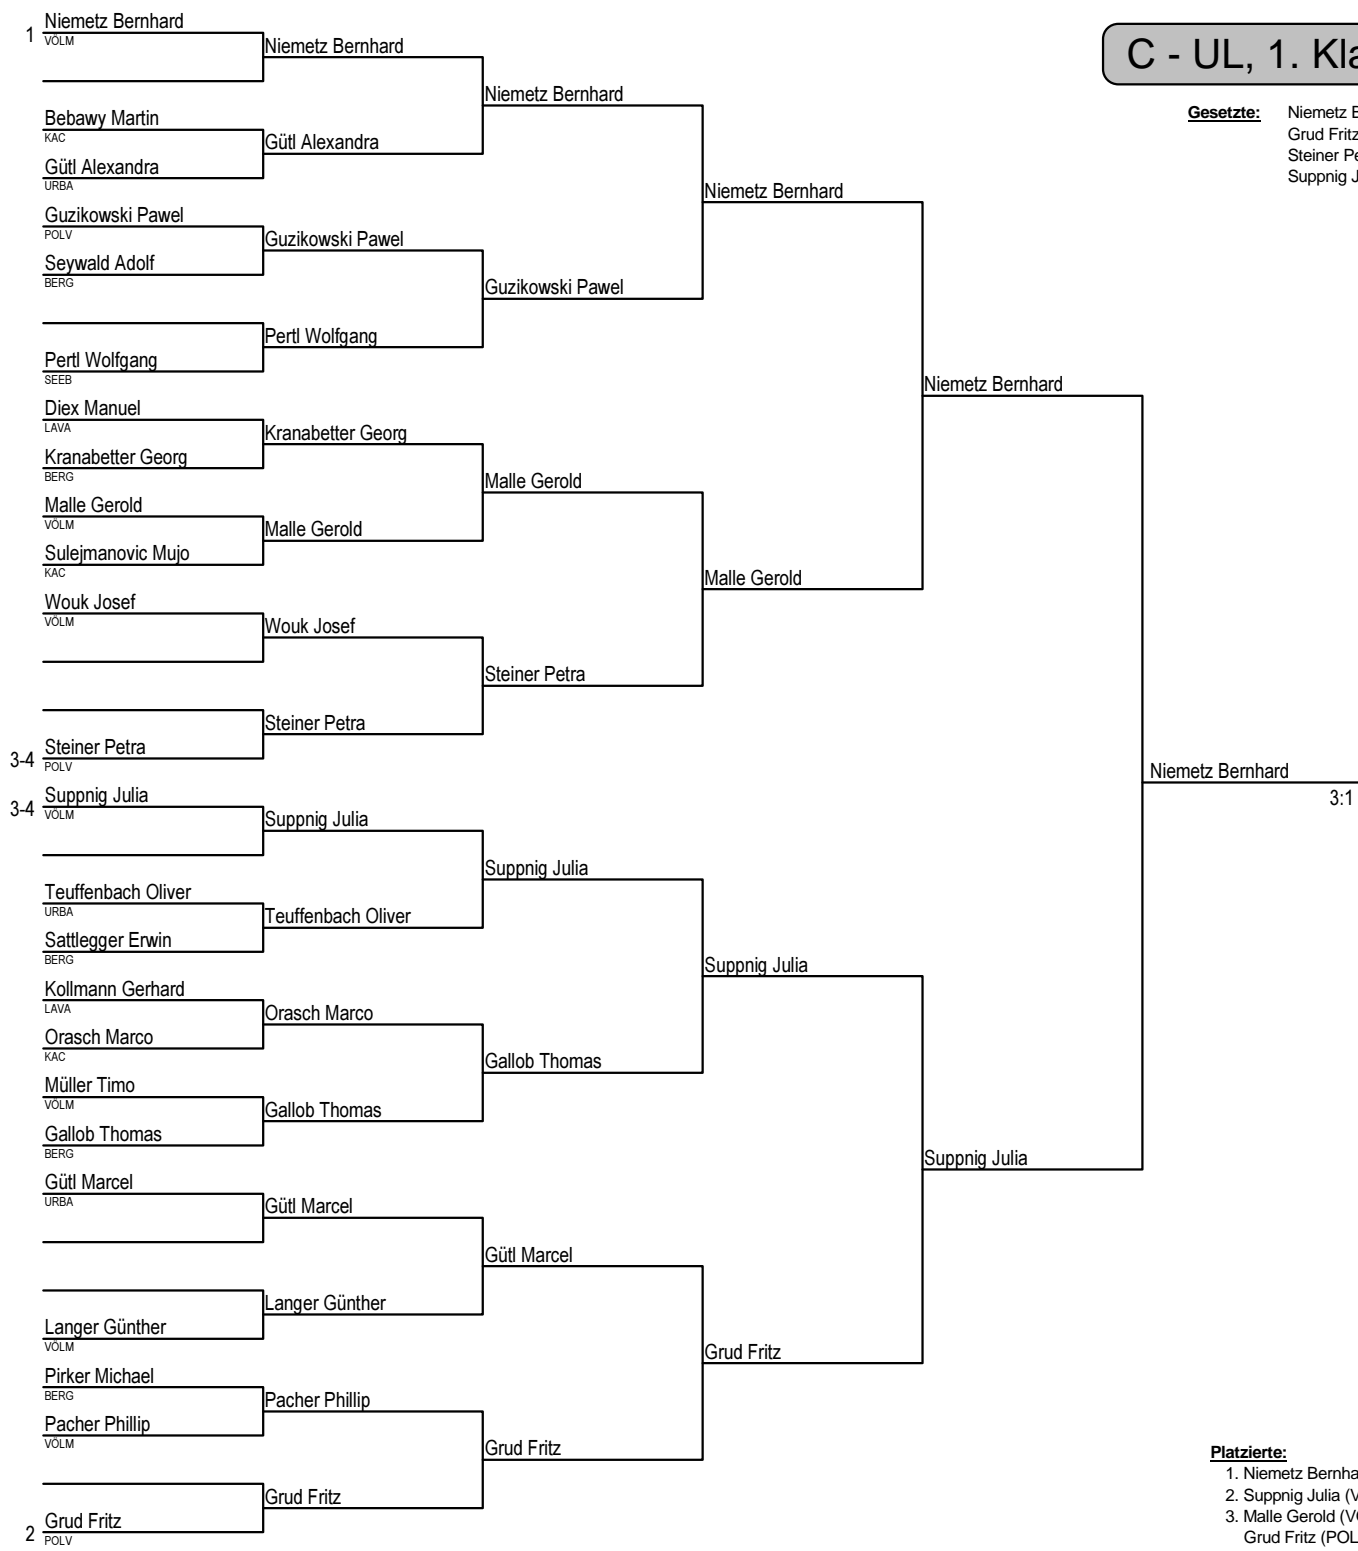 C - UL, 1. Kla
Gesetzte: Niemetz B
Grud Fritz
Steiner Pe
Suppnig J
1 Niemetz Bernhard
VÖLM
Bebawy Martin
KAC
Gütl Alexandra
URBA
Guzikowski Pawel
POLV
Seywald Adolf
BERG
Pertl Wolfgang
SEEB
Diex Manuel
LAVA
Kranabetter Georg
BERG
Malle Gerold
VÖLM
Sulejmanovic Mujo
KAC
Wouk Josef
VÖLM
3-4 Steiner Petra
POLV
3-4 Suppnig Julia
VÖLM
Teuffenbach Oliver
URBA
Sattlegger Erwin
BERG
Kollmann Gerhard
LAVA
Orasch Marco
KAC
Müller Timo
VÖLM
Gallob Thomas
BERG
Gütl Marcel
URBA
Langer Günther
VÖLM
Pirker Michael
BERG
Pacher Phillip
VÖLM
2 Grud Fritz
POLV
Niemetz Bernhard
Gütl Alexandra
Guzikowski Pawel
Pertl Wolfgang
Kranabetter Georg
Malle Gerold
Wouk Josef
Steiner Petra
Suppnig Julia
Teuffenbach Oliver
Orasch Marco
Gallob Thomas
Gütl Marcel
Langer Günther
Pacher Phillip
Grud Fritz
Niemetz Bernhard
Guzikowski Pawel
Malle Gerold
Steiner Petra
Suppnig Julia
Gallob Thomas
Gütl Marcel
Grud Fritz
Niemetz Bernhard
Malle Gerold
Suppnig Julia
Grud Fritz
Niemetz Bernhard
Suppnig Julia
Niemetz Bernhard
3:1
Platzierte:
1. Niemetz Bernha
2. Suppnig Julia (V
3. Malle Gerold (VÖ
Grud Fritz (POL